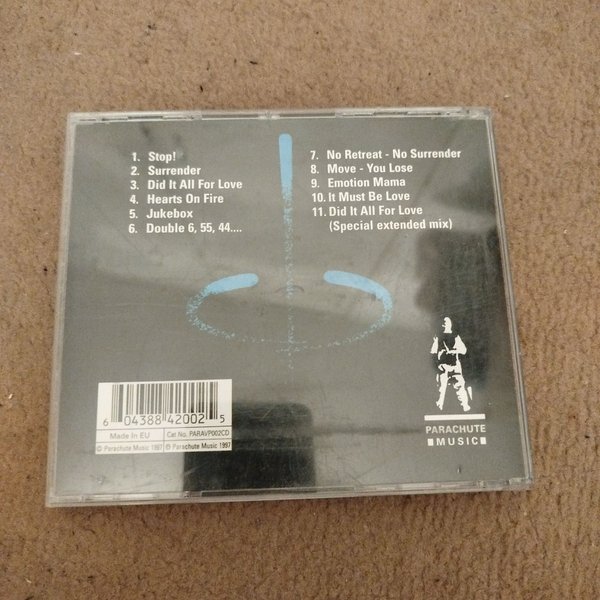 1. Stop!
2. Surrender
3. Did It All For Love
4. Hearts On Fire
5. Jukebox
6. Double 6, 55, 44....
7. No Retreat - No Surrender
8. Move - You Lose
9. Emotion Mama
10. It Must Be Love
11. Did It All For Love
(Special extended mix)
6 04388 42002 5
Made In EU
Cat No. PARAVP002CD
© Parachute Music 1997
℗ Parachute Music 1997
PARACHUTE
MUSIC